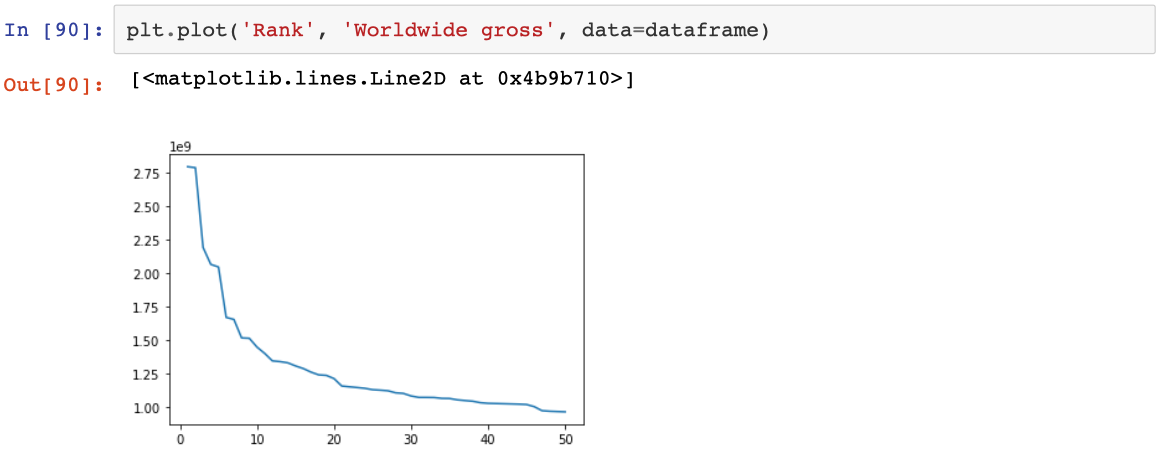 In [90]: plt.plot('Rank', 'Worldwide gross', data=dataframe)
Out[90]: [<matplotlib.lines.Line2D at 0x4b9b710>]
1e9
2.75
2.50
2.25
2.00
1.75
1.50
1.25
1.00
0 10 20 30 40 50